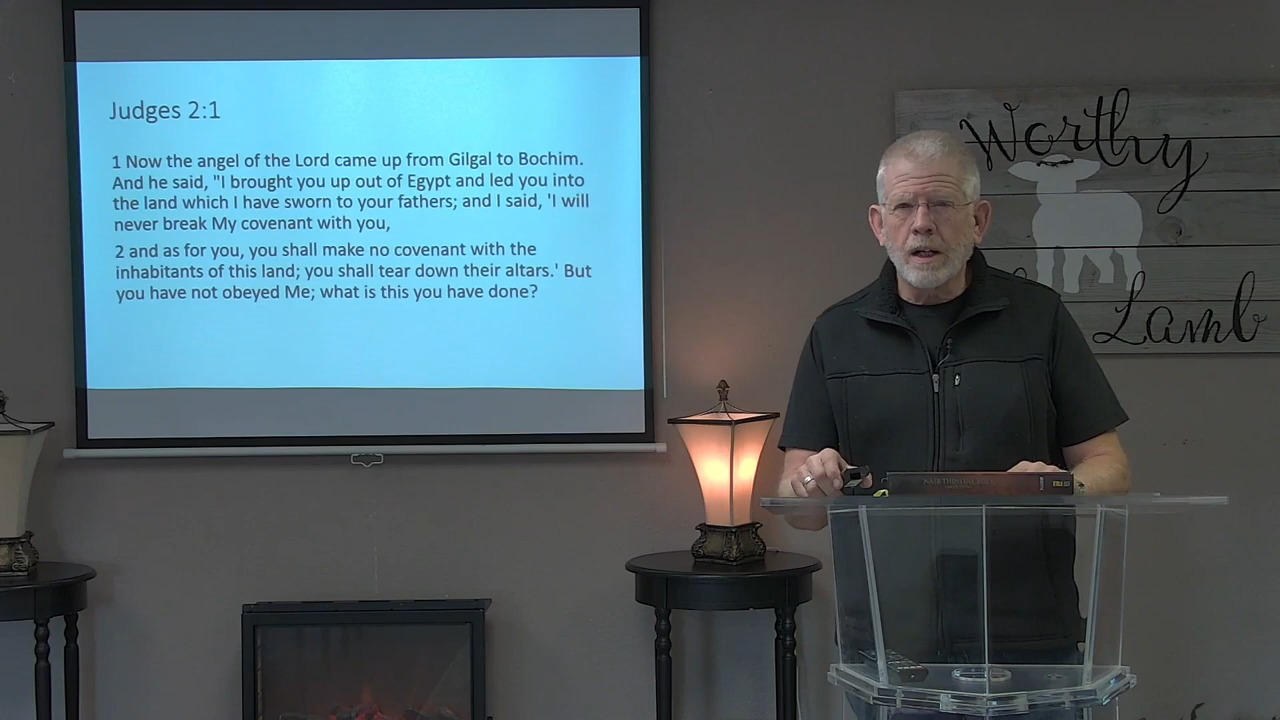 Judges 2:1
1 Now the angel of the Lord came up from Gilgal to Bochim.
And he said, "I brought you up out of Egypt and led you into
the land which I have sworn to your fathers; and I said, 'I will
never break My covenant with you,
2 and as for you, you shall make no covenant with the
inhabitants of this land; you shall tear down their altars.' But
you have not obeyed Me; what is this you have done?
Worthy
Lamb